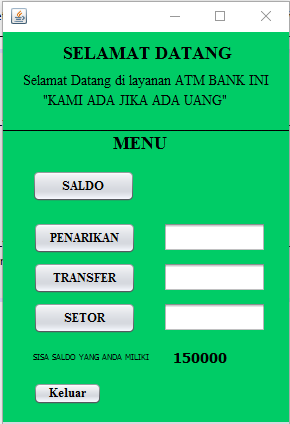 SELAMAT DATANG
Selamat Datang di layanan ATM BANK INI
"KAMI ADA JIKA ADA UANG"
MENU
SALDO
PENARIKAN
TRANSFER
SETOR
SISA SALDO YANG ANDA MILIKI 150000
Keluar